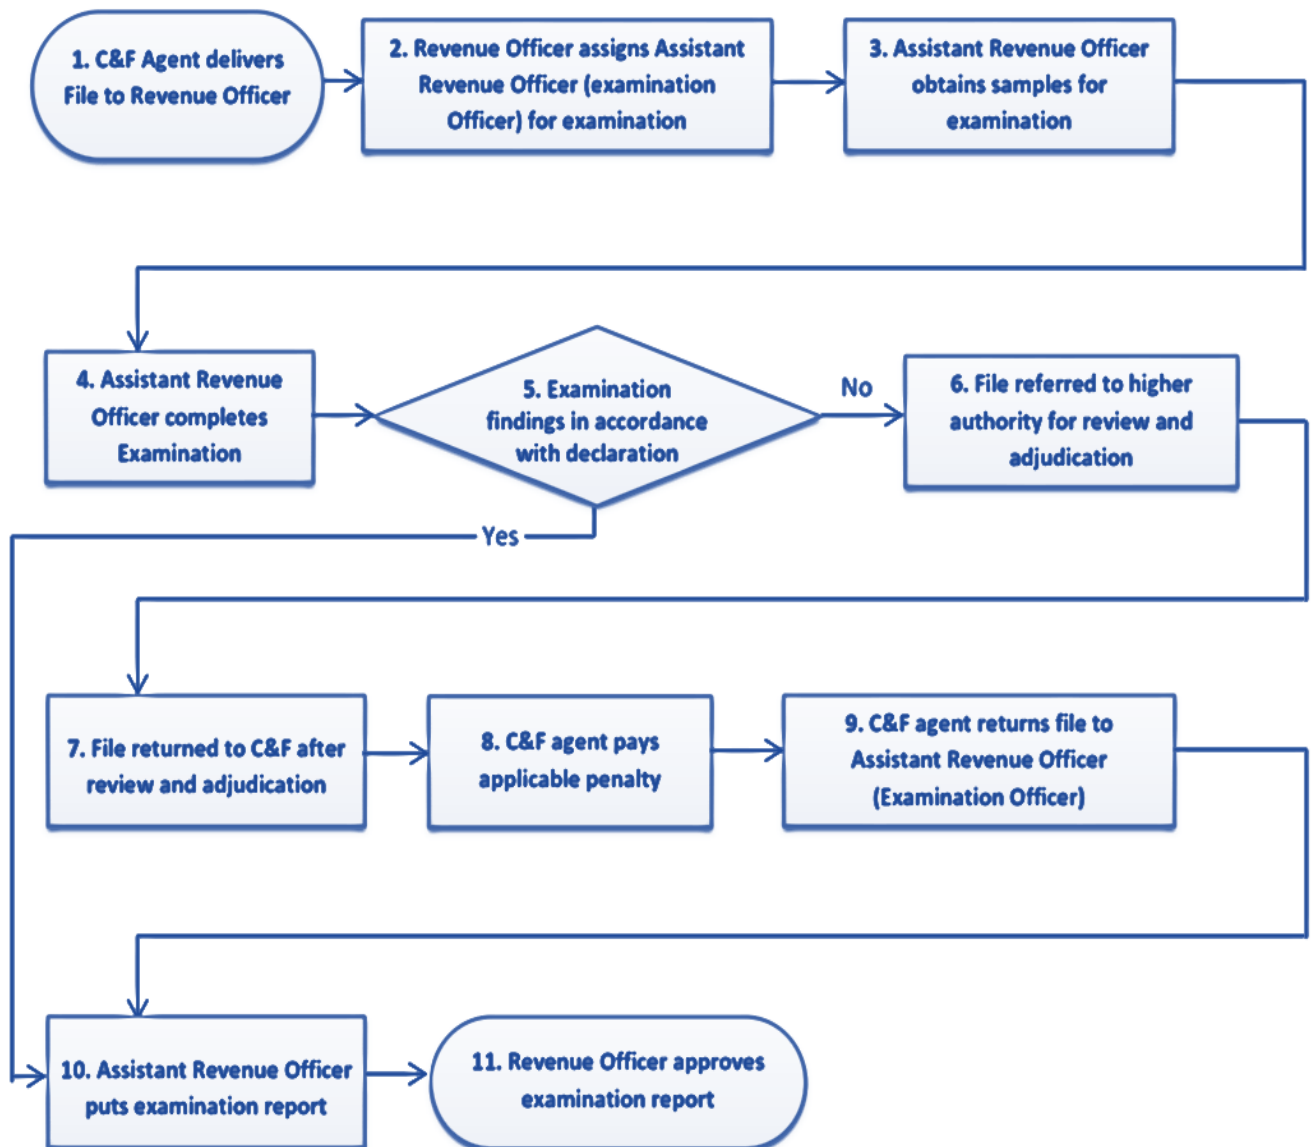 1. C&F Agent delivers
File to Revenue Officer
2. Revenue Officer assigns Assistant
Revenue Officer (examination
Officer) for examination
3. Assistant Revenue Officer
obtains samples for
examination
4. Assistant Revenue
Officer completes
Examination
5. Examination
findings in accordance
with declaration
No
6. File referred to higher
authority for review and
adjudication
Yes
7. File returned to C&F after
review and adjudication
8. C&F agent pays
applicable penalty
9. C&F agent returns file to
Assistant Revenue Officer
(Examination Officer)
10. Assistant Revenue Officer
puts examination report
11. Revenue Officer approves
examination report